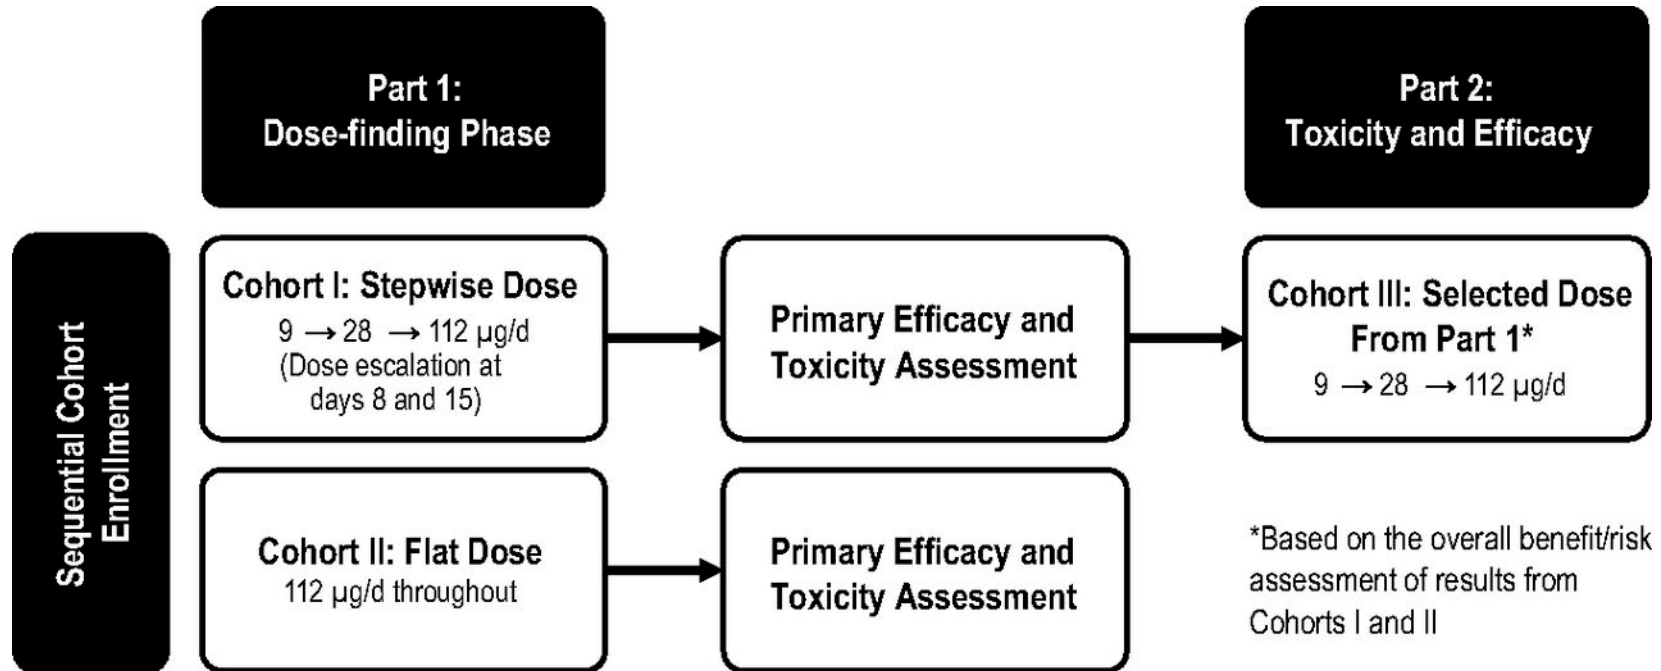 Part 1:
Dose-finding Phase
Part 2:
Toxicity and Efficacy
Sequential Cohort
Enrollment
Cohort I: Stepwise Dose
9 → 28 → 112 µg/d
(Dose escalation at
days 8 and 15)
Primary Efficacy and
Toxicity Assessment
Cohort III: Selected Dose
From Part 1*
9 → 28 → 112 µg/d
Cohort II: Flat Dose
112 µg/d throughout
Primary Efficacy and
Toxicity Assessment
*Based on the overall benefit/risk
assessment of results from
Cohorts I and II